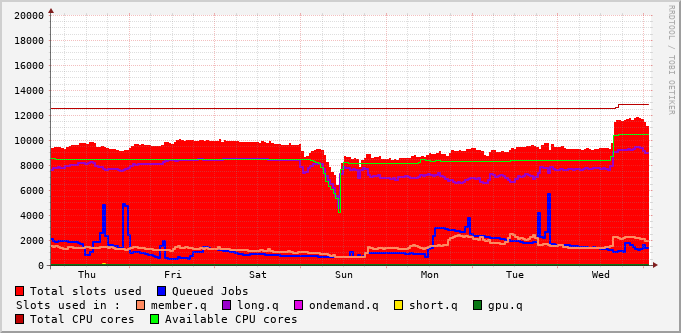 RRDTOOL / TOBI OETIKER
20000
18000
16000
14000
12000
10000
8000
6000
4000
2000
0
Thu Fri Sat Sun Mon Tue Wed
Total slots used Queued Jobs
Slots used in : member.q long.q ondemand.q short.q gpu.q
Total CPU cores Available CPU cores